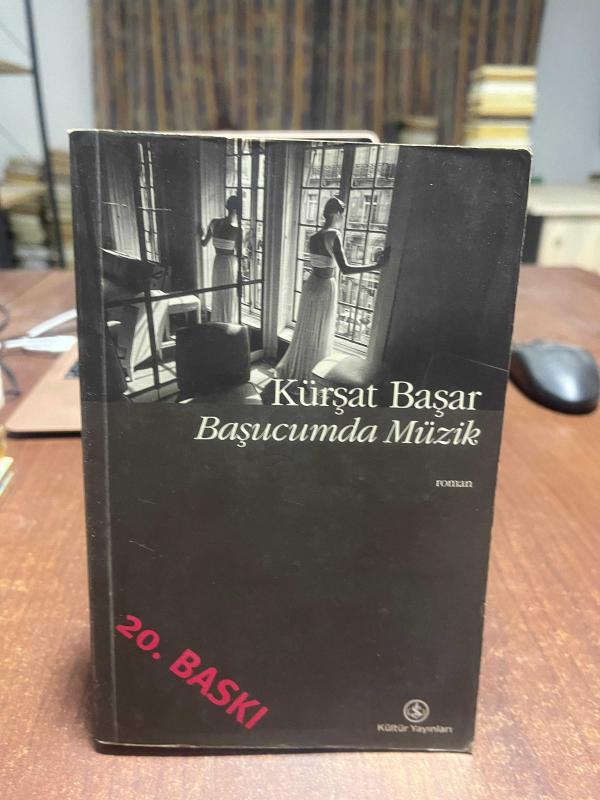 Kürşat Başar
Başucumda Müzik
roman
20. BASKI
Kültür Yayınları